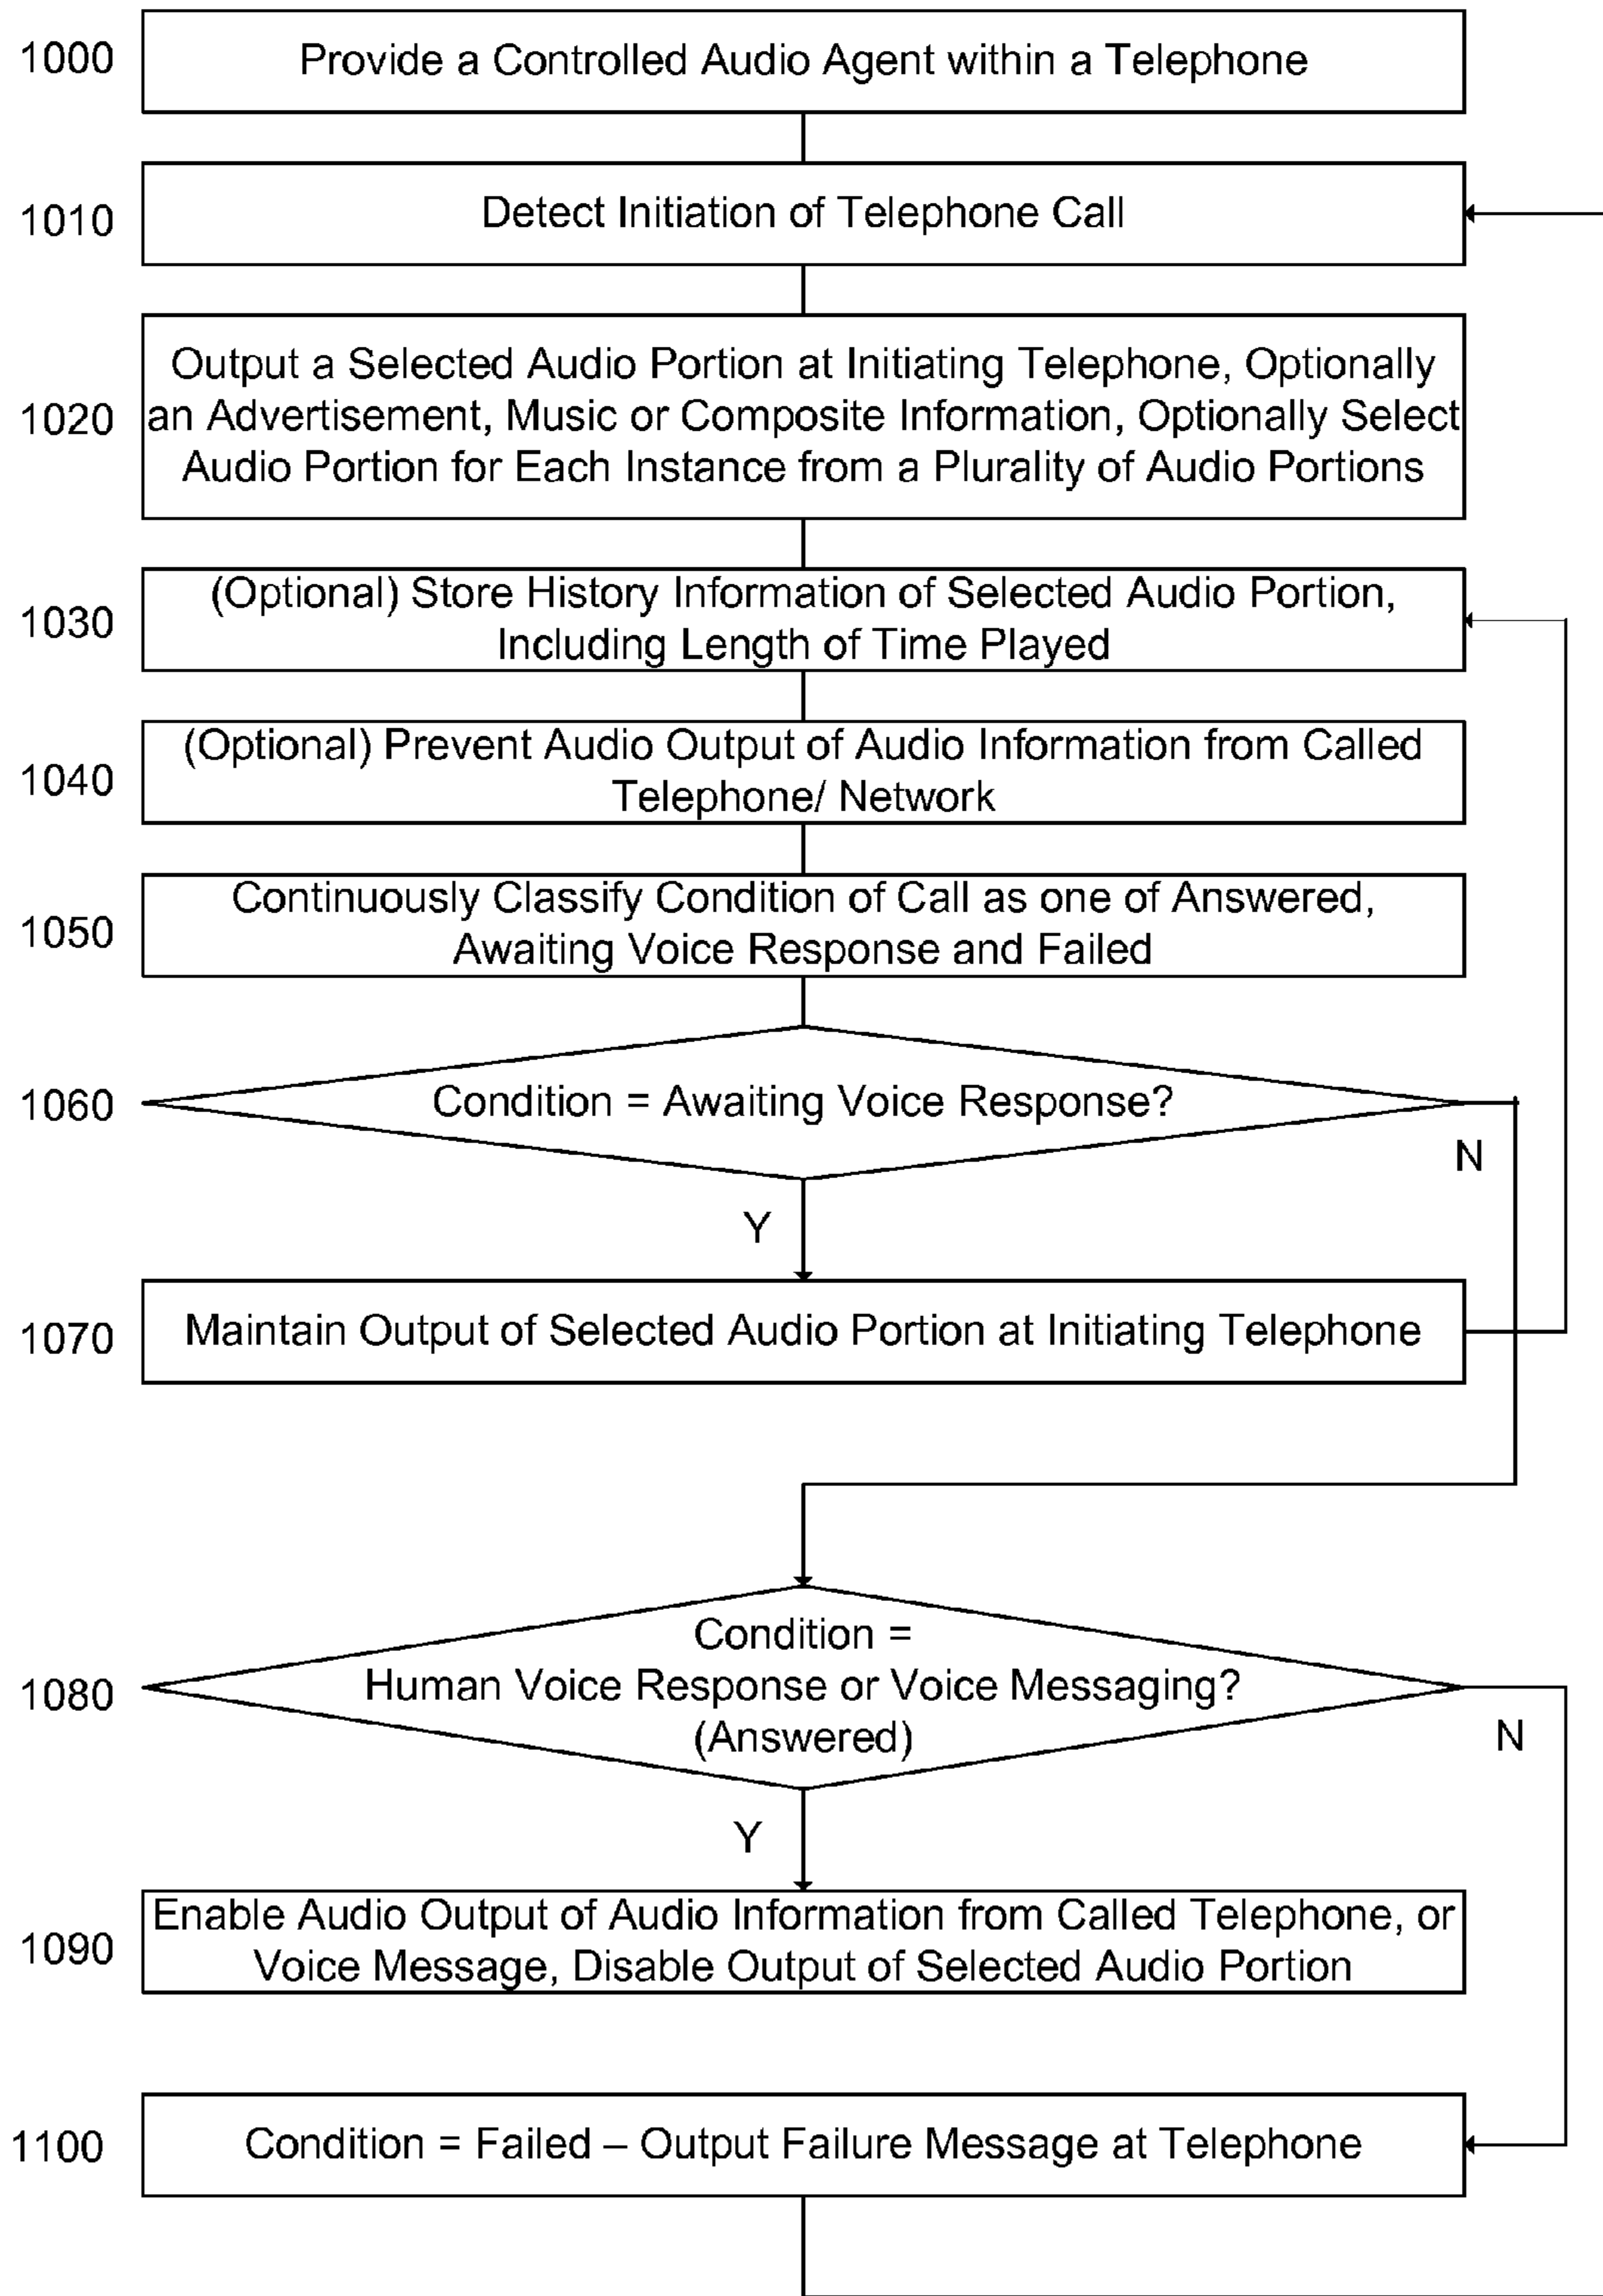 1000
Provide a Controlled Audio Agent within a Telephone
1010
Detect Initiation of Telephone Call
1020
Output a Selected Audio Portion at Initiating Telephone, Optionally
an Advertisement, Music or Composite Information, Optionally Select
Audio Portion for Each Instance from a Plurality of Audio Portions
1030
(Optional) Store History Information of Selected Audio Portion,
Including Length of Time Played
1040
(Optional) Prevent Audio Output of Audio Information from Called
Telephone/ Network
1050
Continuously Classify Condition of Call as one of Answered,
Awaiting Voice Response and Failed
1060
Condition = Awaiting Voice Response?
N
Y
1070
Maintain Output of Selected Audio Portion at Initiating Telephone
1080
Condition =
Human Voice Response or Voice Messaging?
(Answered)
N
Y
1090
Enable Audio Output of Audio Information from Called Telephone, or
Voice Message, Disable Output of Selected Audio Portion
1100
Condition = Failed – Output Failure Message at Telephone